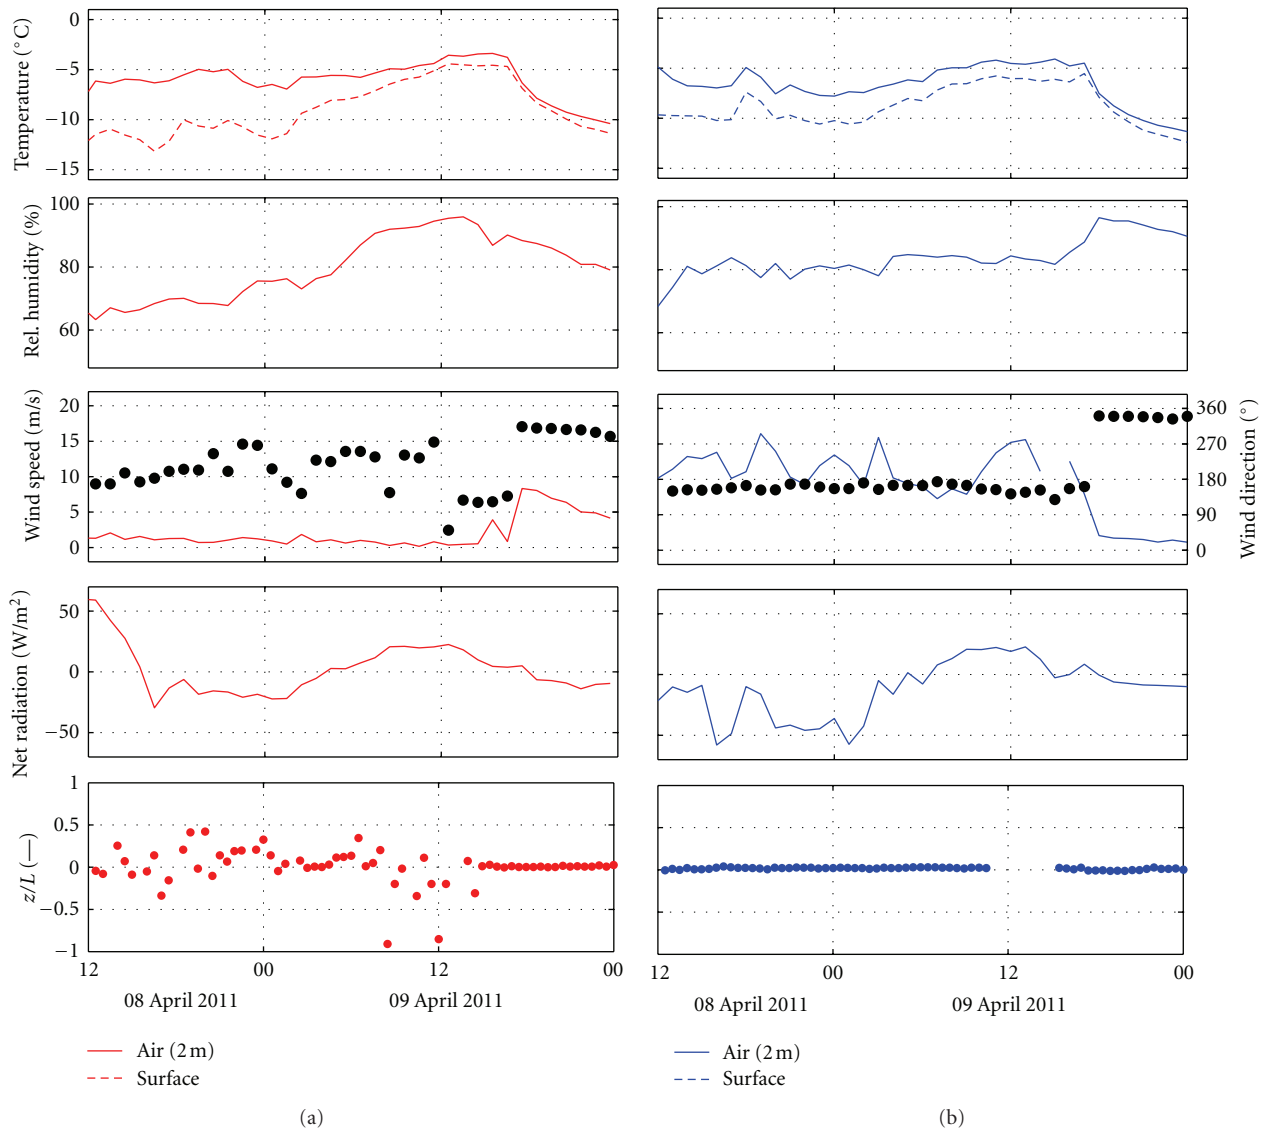 Temperature (°C)
0
−5
−10
−15
Rel. humidity (%)
100
80
60
Wind speed (m/s)
20
15
10
5
0
360
270
180
90
0
Wind direction (°)
Net radiation (W/m²)
50
0
−50
z/L (—)
1
0.5
0
−0.5
−1
12 00 12 00
08 April 2011 09 April 2011
12 00 12 00
08 April 2011 09 April 2011
Air (2 m)
Surface
Air (2 m)
Surface
(a)
(b)